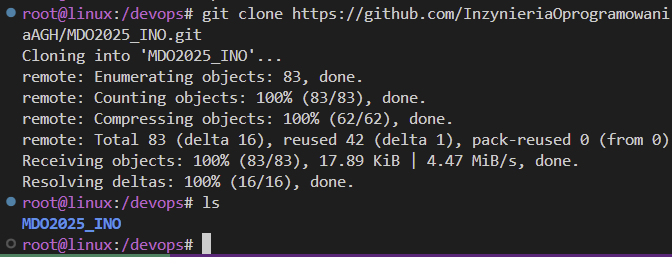 root@linux:/devops# git clone https://github.com/InzynieriaOprogramowani
aAGH/MDO2025_INO.git
Cloning into 'MDO2025_INO'...
remote: Enumerating objects: 83, done.
remote: Counting objects: 100% (83/83), done.
remote: Compressing objects: 100% (62/62), done.
remote: Total 83 (delta 16), reused 42 (delta 1), pack-reused 0 (from 0)
Receiving objects: 100% (83/83), 17.89 KiB | 4.47 MiB/s, done.
Resolving deltas: 100% (16/16), done.
root@linux:/devops# ls
MDO2025_INO
root@linux:/devops#